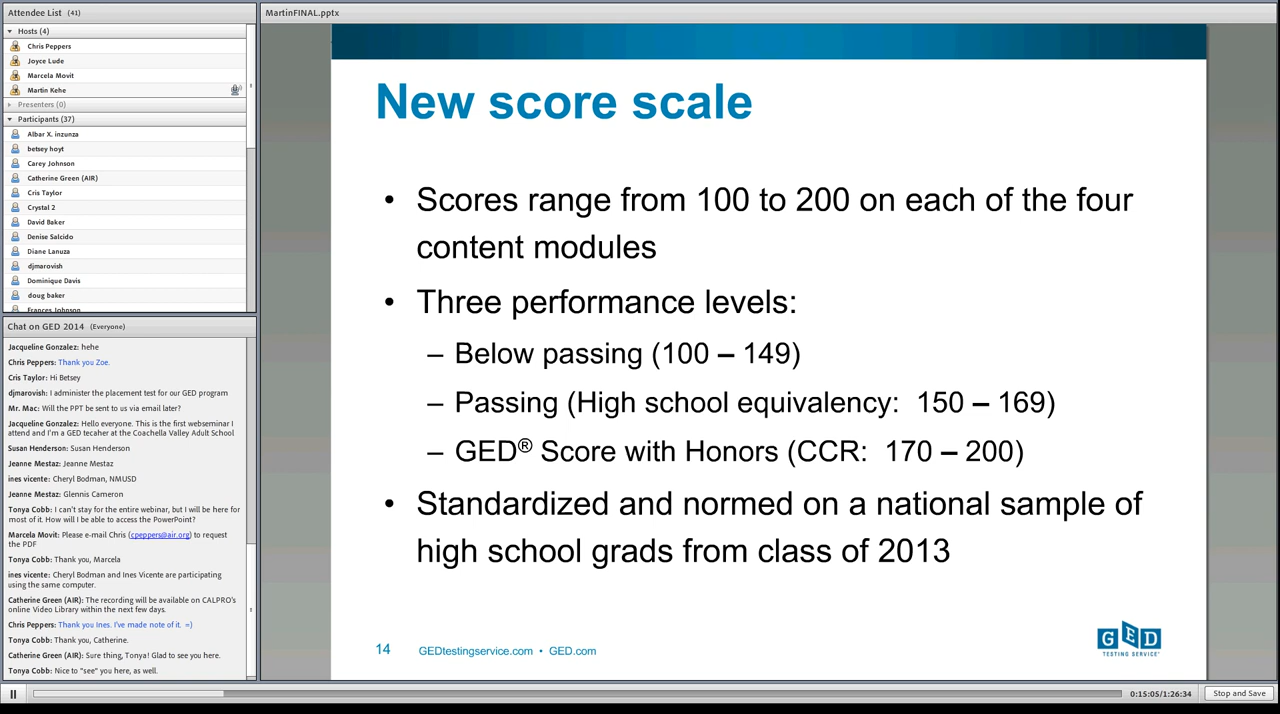 Attendee List (41)
Hosts (4)
Chris Peppers
Joyce Lude
Marcela Movit
Martin Kehe
Presenters (0)
Participants (37)
Albar X. inzunza
betsey hoyt
Carey Johnson
Catherine Green (AIR)
Cris Taylor
Crystal 2
David Baker
Denise Salcido
Diane Lanuza
djmarovish
Dominique Davis
doug baker
Frances Johnson
Chat on GED 2014 (Everyone)
Jacqueline Gonzalez: hehe
Chris Peppers: Thank you Zoe.
Cris Taylor: Hi Betsey
djmarovish: I administer the placement test for our GED program
Mr. Mac: Will the PPT be sent to us via email later?
Jacqueline Gonzalez: Hello everyone. This is the first webseminar I
attend and I'm a GED tecaher at the Coachella Valley Adult School
Susan Henderson: Susan Henderson
Jeanne Mestaz: Jeanne Mestaz
ines vicente: Cheryl Bodman, NMUSD
Jeanne Mestaz: Glennis Cameron
Tonya Cobb: I can't stay for the entire webinar, but I will be here for
most of it. How will I be able to access the PowerPoint?
Marcela Movit: Please e-mail Chris (cpeppers@air.org) to request
the PDF
Tonya Cobb: Thank you, Marcela
ines vicente: Cheryl Bodman and Ines Vicente are participating
using the same computer.
Catherine Green (AIR): The recording will be available on CALPRO's
online Video Library within the next few days.
Chris Peppers: Thank you Ines. I've made note of it. =)
Tonya Cobb: Thank you, Catherine.
Catherine Green (AIR): Sure thing, Tonya! Glad to see you here.
Tonya Cobb: Nice to "see" you here, as well.
MartinFINAL.pptx
New score scale
• Scores range from 100 to 200 on each of the four
content modules
• Three performance levels:
– Below passing (100 – 149)
– Passing (High school equivalency: 150 – 169)
– GED® Score with Honors (CCR: 170 – 200)
• Standardized and normed on a national sample of
high school grads from class of 2013
14 GEDtestingservice.com • GED.com
GED
TESTING SERVICE
0:15:05/1:26:34
Stop and Save